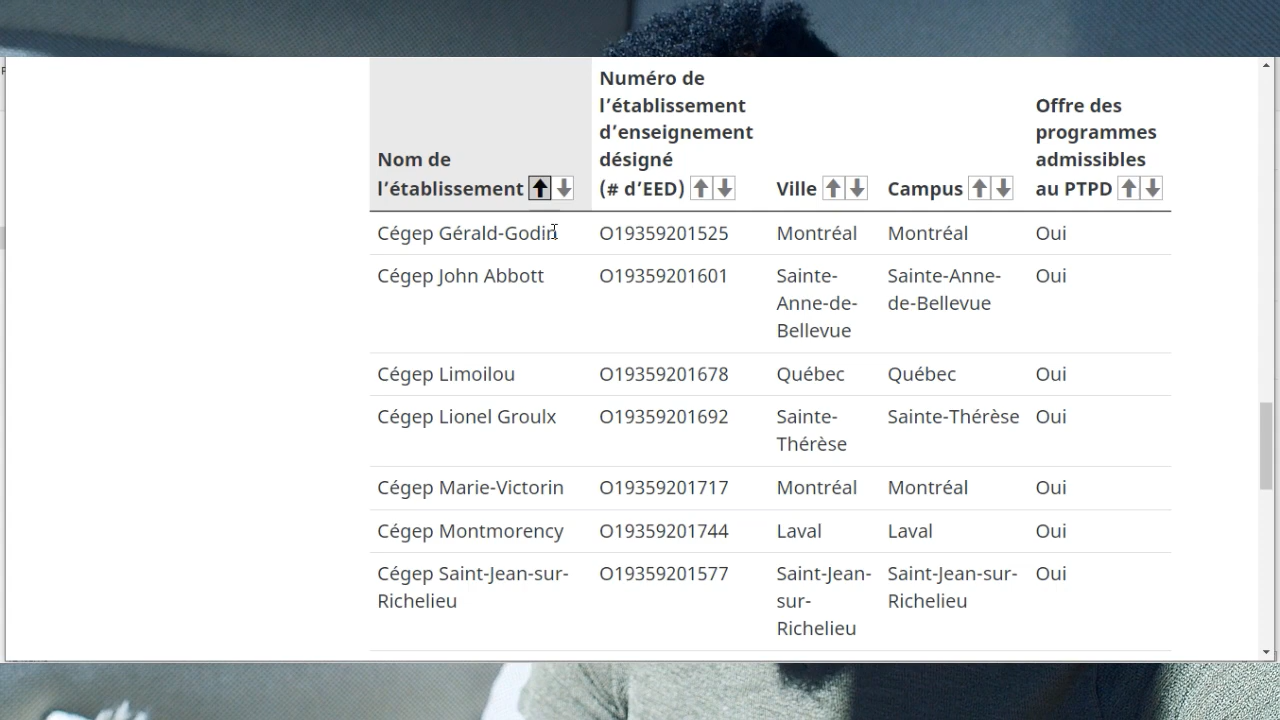 Nom de
l'établissement
Numéro de
l'établissement
d'enseignement
désigné
(# d'EED)
Ville
Campus
Offre des
programmes
admissibles
au PTPD
Cégep Gérald-Godin
O19359201525
Montréal
Montréal
Oui
Cégep John Abbott
O19359201601
Sainte-
Anne-de-
Bellevue
Sainte-Anne-
de-Bellevue
Oui
Cégep Limoilou
O19359201678
Québec
Québec
Oui
Cégep Lionel Groulx
O19359201692
Sainte-
Thérèse
Sainte-Thérèse
Oui
Cégep Marie-Victorin
O19359201717
Montréal
Montréal
Oui
Cégep Montmorency
O19359201744
Laval
Laval
Oui
Cégep Saint-Jean-sur-
Richelieu
O19359201577
Saint-Jean-
sur-
Richelieu
Saint-Jean-sur-
Richelieu
Oui